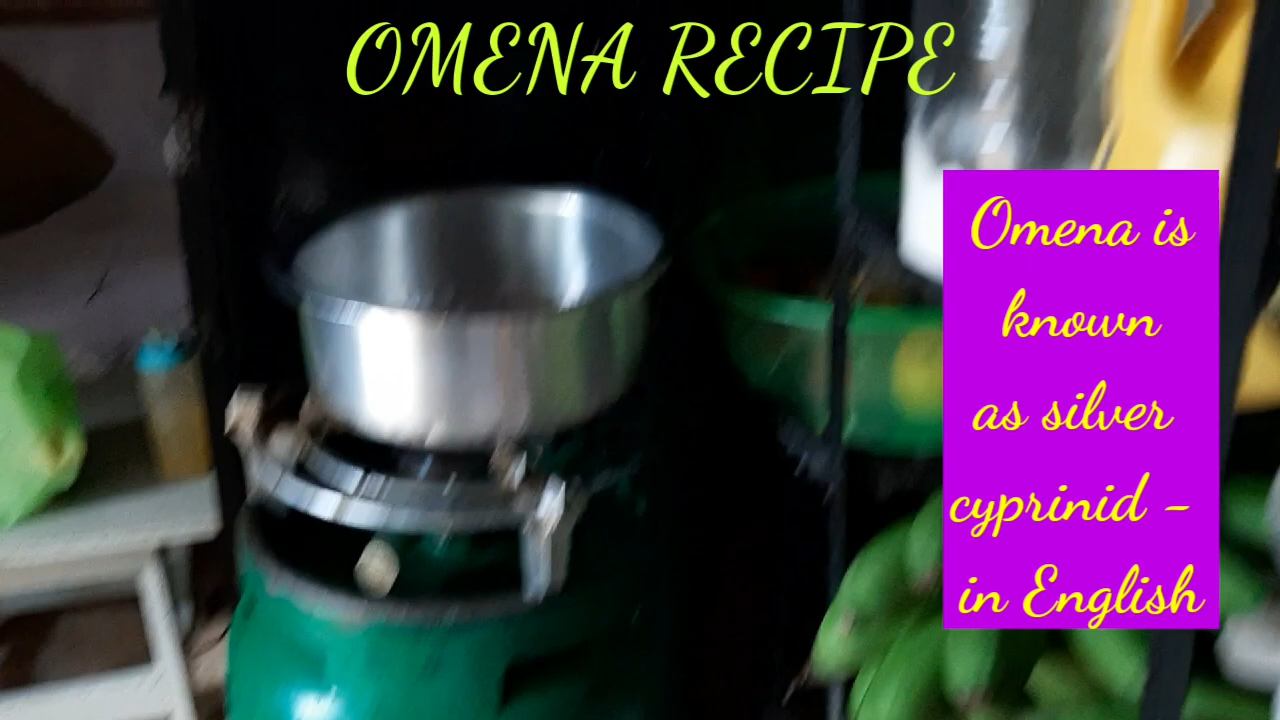 OMENA RECIPE
Omena is
known
as silver
cyprinid -
in English